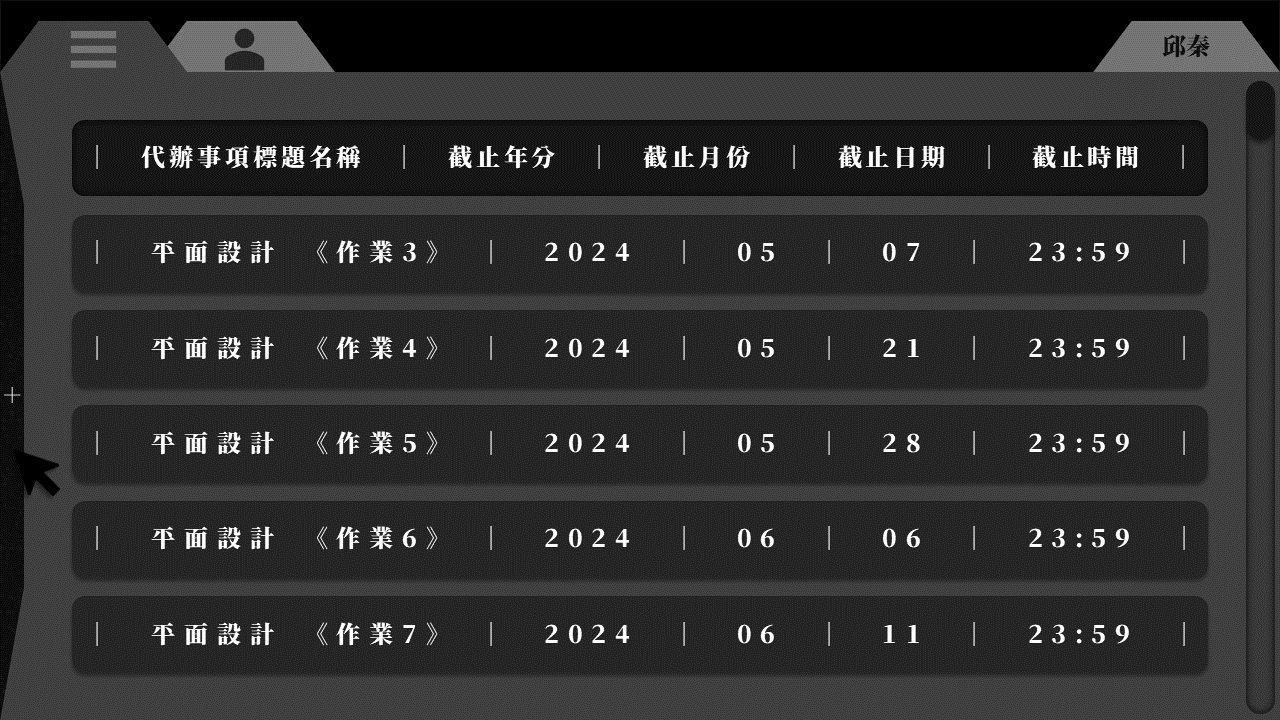 邱秦
| 代辦事項標題名稱 | 截止年分 | 截止月份 | 截止日期 | 截止時間 |
| 平面設計 《作業3》 | 2024 | 05 | 07 | 23:59 |
| 平面設計 《作業4》 | 2024 | 05 | 21 | 23:59 |
| 平面設計 《作業5》 | 2024 | 05 | 28 | 23:59 |
| 平面設計 《作業6》 | 2024 | 06 | 06 | 23:59 |
| 平面設計 《作業7》 | 2024 | 06 | 11 | 23:59 |